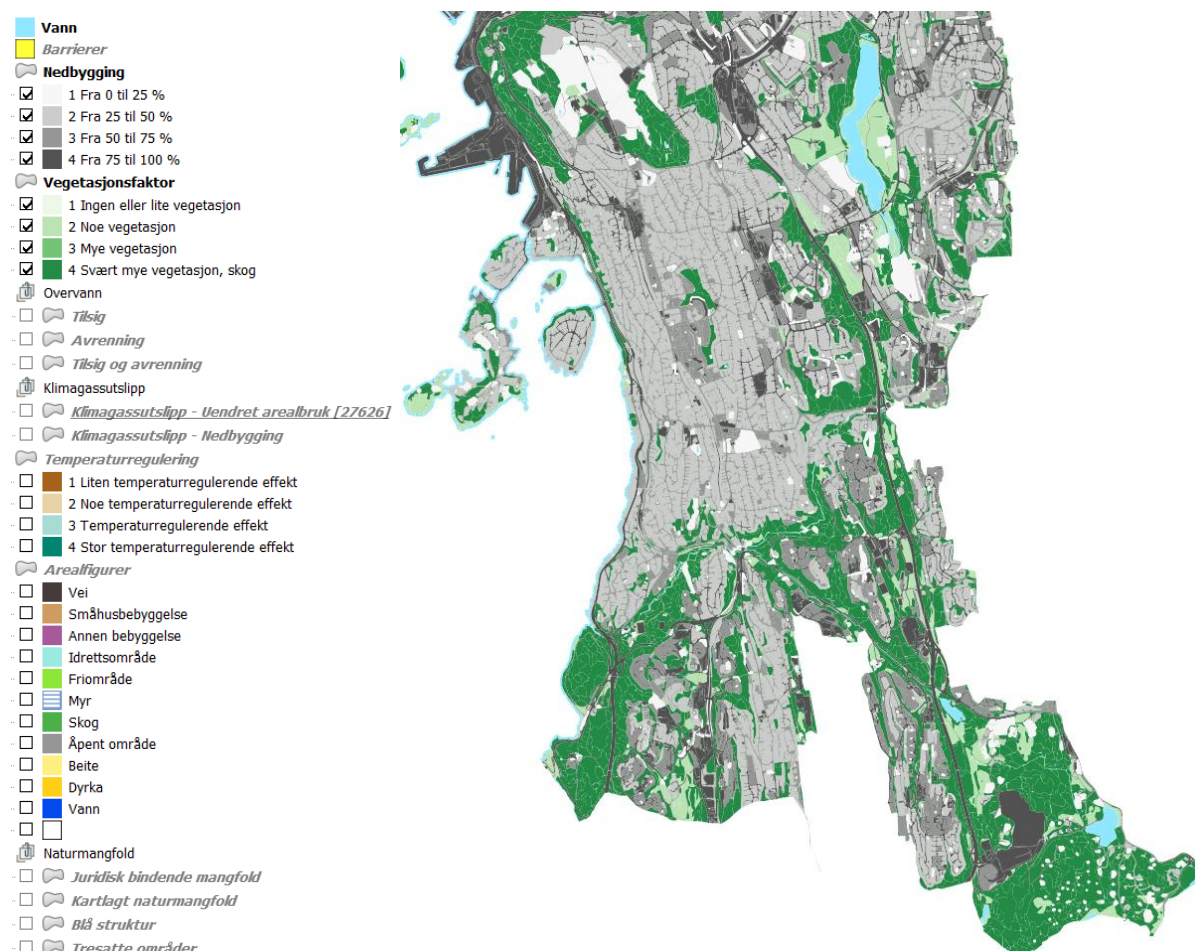 Vann
Barrierer
Nedbygging
1 Fra 0 til 25 %
2 Fra 25 til 50 %
3 Fra 50 til 75 %
4 Fra 75 til 100 %
Vegetasjonsfaktor
1 Ingen eller lite vegetasjon
2 Noe vegetasjon
3 Mye vegetasjon
4 Svært mye vegetasjon, skog
Overvann
Tilsig
Avrenning
Tilsig og avrenning
Klimagassutslipp
Klimagassutslipp - Uendret arealbruk [27626]
Klimagassutslipp - Nedbygging
Temperaturregulering
1 Liten temperaturregulerende effekt
2 Noe temperaturregulerende effekt
3 Temperaturregulerende effekt
4 Stor temperaturregulerende effekt
Arealfigurer
Vei
Småhusbebyggelse
Annen bebyggelse
Idrettsområde
Friområde
Myr
Skog
Åpent område
Beite
Dyrka
Vann
Naturmangfold
Juridisk bindende mangfold
Kartlagt naturmangfold
Blå struktur
Tresatte områder